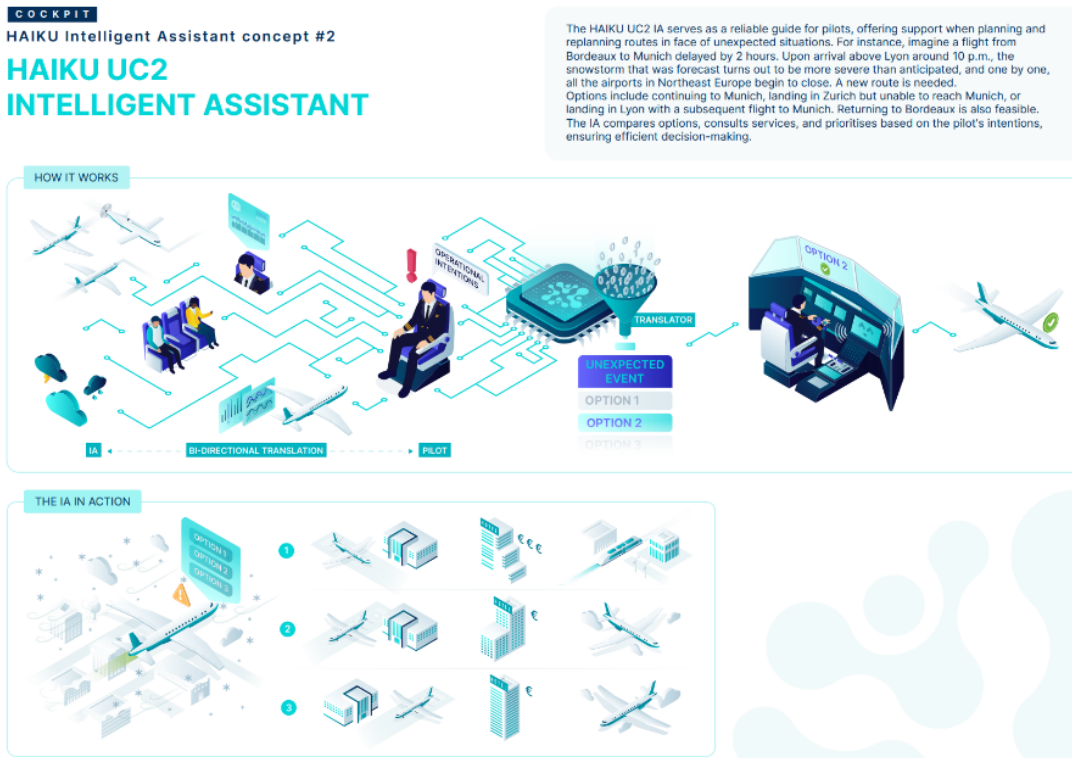 COCKPIT
HAIKU Intelligent Assistant concept #2
HAIKU UC2
INTELLIGENT ASSISTANT
The HAIKU UC2 IA serves as a reliable guide for pilots, offering support when planning and
replanning routes in face of unexpected situations. For instance, imagine a flight from
Bordeaux to Munich delayed by 2 hours. Upon arrival above Lyon around 10 p.m., the
snowstorm that was forecast turns out to be more severe than anticipated, and one by one,
all the airports in Northeast Europe begin to close. A new route is needed.
Options include continuing to Munich, landing in Zurich but unable to reach Munich, or
landing in Lyon with a subsequent flight to Munich. Returning to Bordeaux is also feasible.
The IA compares options, consults services, and prioritises based on the pilot's intentions,
ensuring efficient decision-making.
HOW IT WORKS
OPERATIONAL
INTENTIONS
TRANSLATOR
UNEXPECTED
EVENT
OPTION 1
OPTION 2
OPTION 3
OPTION 2
IA
BI-DIRECTIONAL TRANSLATION
PILOT
THE IA IN ACTION
OPTION 1
OPTION 2
OPTION 3
1
€ € €
2
€
3
€